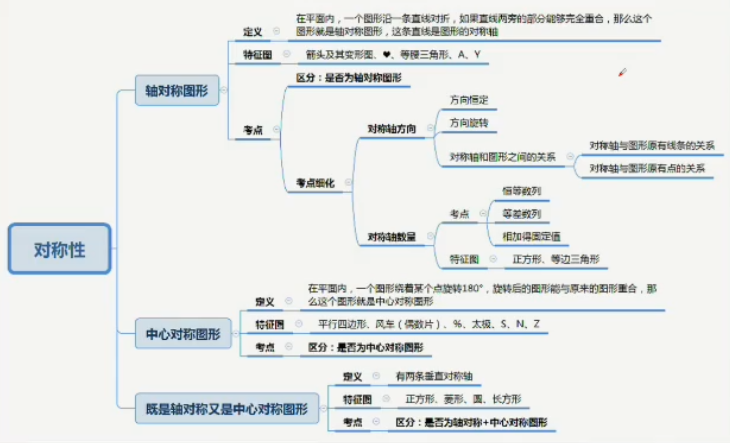 对称性
轴对称图形
定义
在平面内，一个图形沿一条直线对折，如果直线两旁的部分能够完全重合，那么这个
图形就是轴对称图形，这条直线是图形的对称轴
特征图
箭头及其变形图、♥、等腰三角形、A、Y
考点
区分：是否为轴对称图形
考点细化
对称轴方向
方向恒定
方向旋转
对称轴和图形之间的关系
对称轴与图形原有线条的关系
对称轴与图形原有点的关系
对称轴数量
考点
恒等数列
等差数列
相加得固定值
特征图
正方形、等边三角形
中心对称图形
定义
在平面内，一个图形绕着某个点旋转180°，旋转后的图形能与原来的图形重合，那
么这个图形就是中心对称图形
特征图
平行四边形、风车（偶数片）、%、太极、S、N、Z
考点
区分：是否为中心对称图形
既是轴对称又是中心对称图形
定义
有两条垂直对称轴
特征图
正方形、菱形、圆、长方形
考点
区分：是否为轴对称+中心对称图形